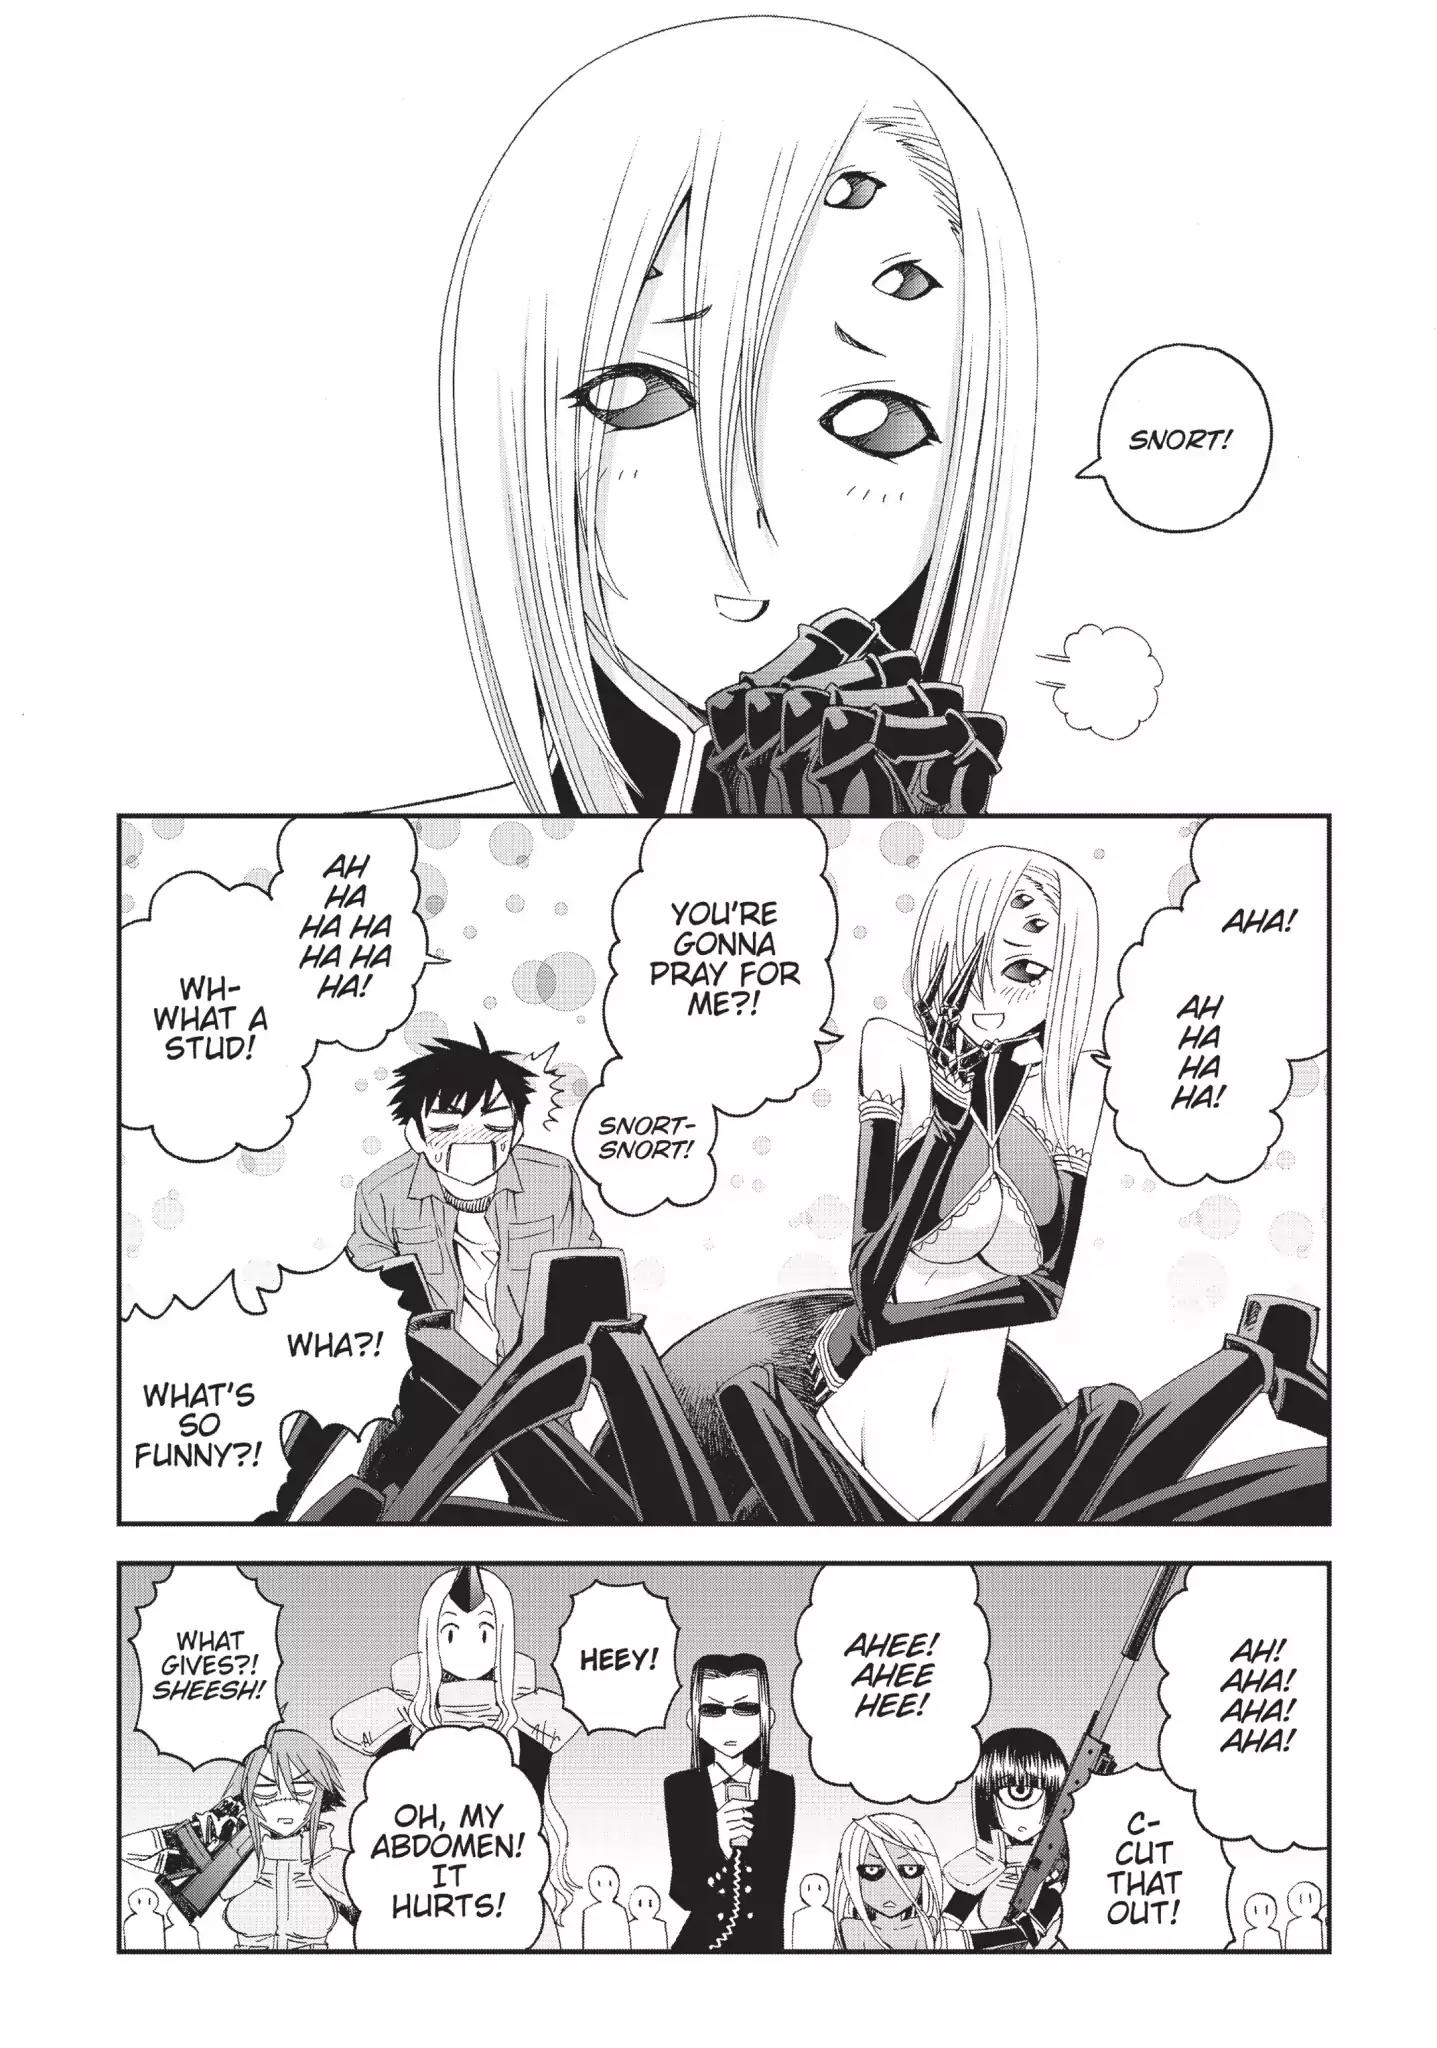 SNORT!
AHA!
AH
HA
HA
HA!
YOU'RE
GONNA
PRAY FOR
ME?!
SNORT-
SNORT!
AH
HA
HA HA
HA HA
HA!
WH-
WHAT A
STUD!
WHA?!
WHAT'S
SO
FUNNY?!
AH!
AHA!
AHA!
AHA!
C-
CUT
THAT
OUT!
AHEE!
AHEE
HEE!
HEEY!
OH, MY
ABDOMEN!
IT
HURTS!
WHAT
GIVES?!
SHEESH!